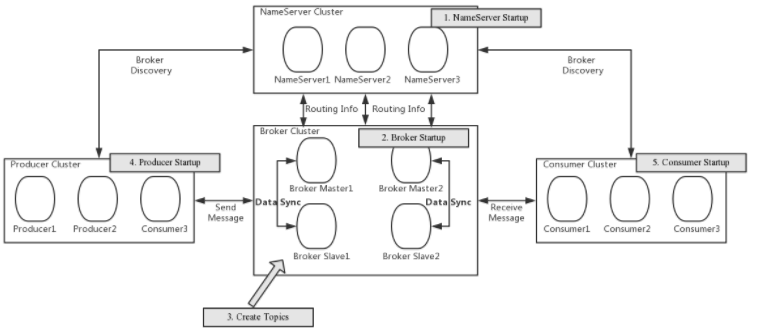 NameServer Cluster
1. NameServer Startup
NameServer1 NameServer2 NameServer3
Broker
Discovery
Broker
Discovery
Routing Info Routing Info
Broker Cluster
2. Broker Startup
Producer Cluster
4. Producer Startup
Consumer Cluster
5. Consumer Startup
Broker Master1 Broker Master2
Data Sync Data Sync
Send
Message
Receive
Message
Producer1 Producer2 Consumer3
Consumer1 Consumer2 Consumer3
Broker Slave1 Broker Slave2
3. Create Topics